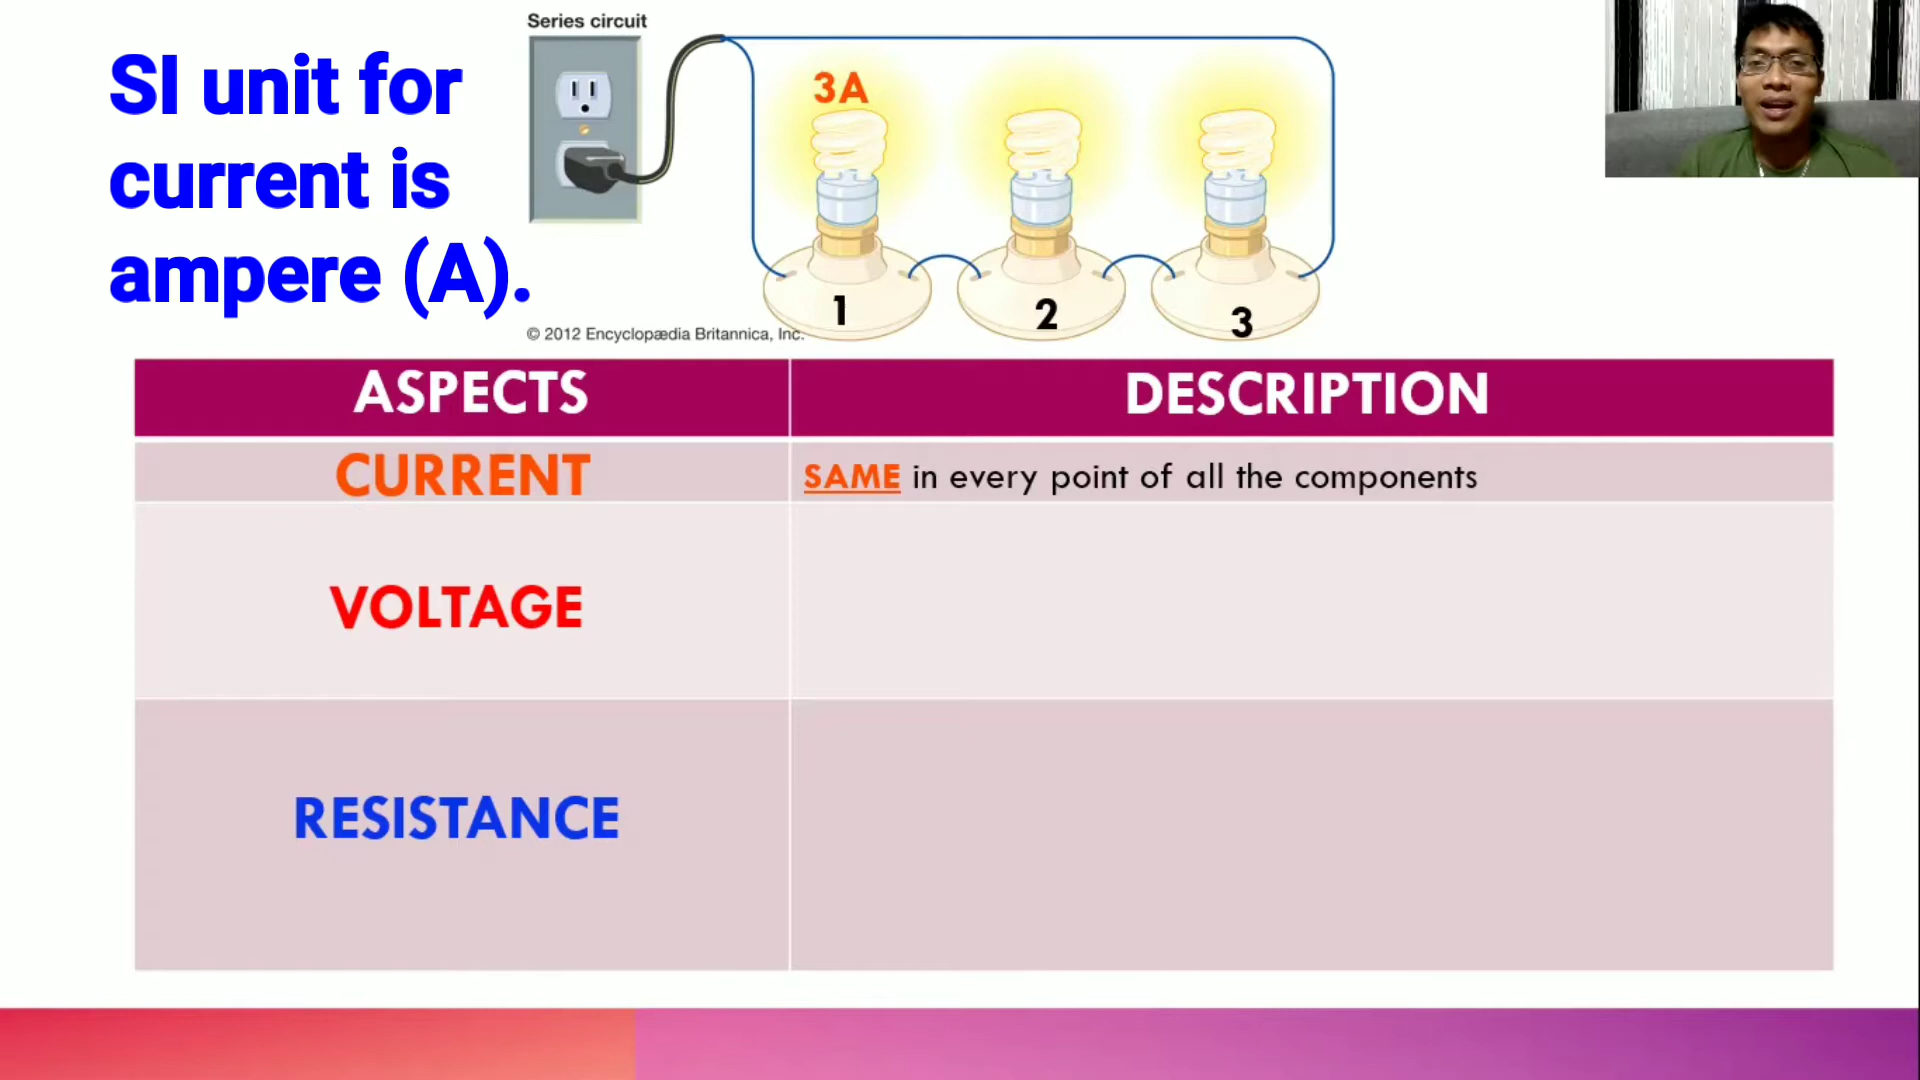 Series circuit
SI unit for
current is
ampere (A).
3A
1
2
3
© 2012 Encyclopædia Britannica, Inc.
ASPECTS
DESCRIPTION
CURRENT
SAME in every point of all the components
VOLTAGE
RESISTANCE